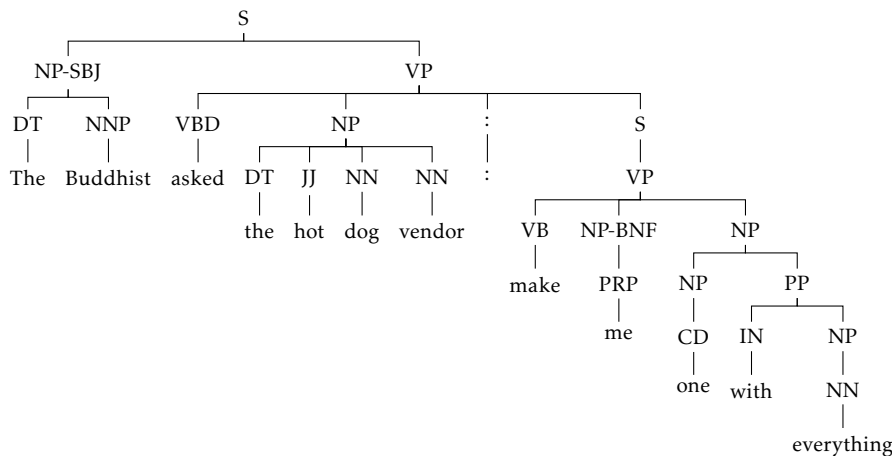 S
NP-SBJ VP
DT NNP VBD NP : S
The Buddhist asked DT JJ NN NN : VP
the hot dog vendor VB NP-BNF NP
make PRP NP PP
me CD IN NP
one with NN
everything